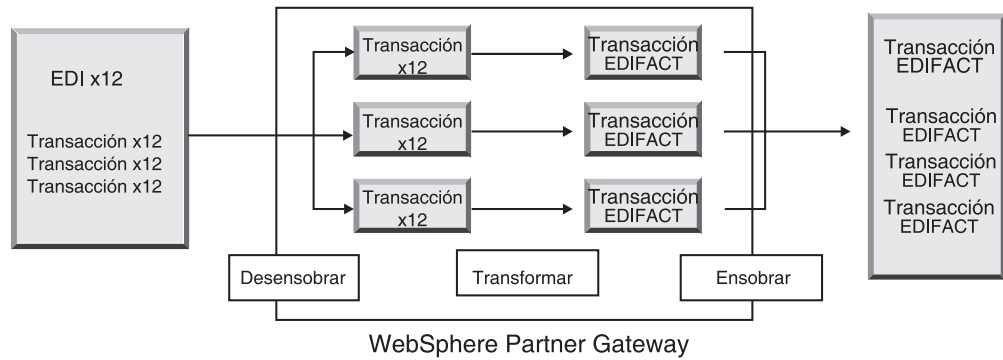 EDI x12
Transacción x12
Transacción x12
Transacción x12
Transacción
x12
Transacción
EDIFACT
Transacción
x12
Transacción
EDIFACT
Transacción
x12
Transacción
EDIFACT
Desensobrar
Transformar
Ensobrar
Transacción
EDIFACT
Transacción
EDIFACT
Transacción
EDIFACT
Transacción
EDIFACT
WebSphere Partner Gateway